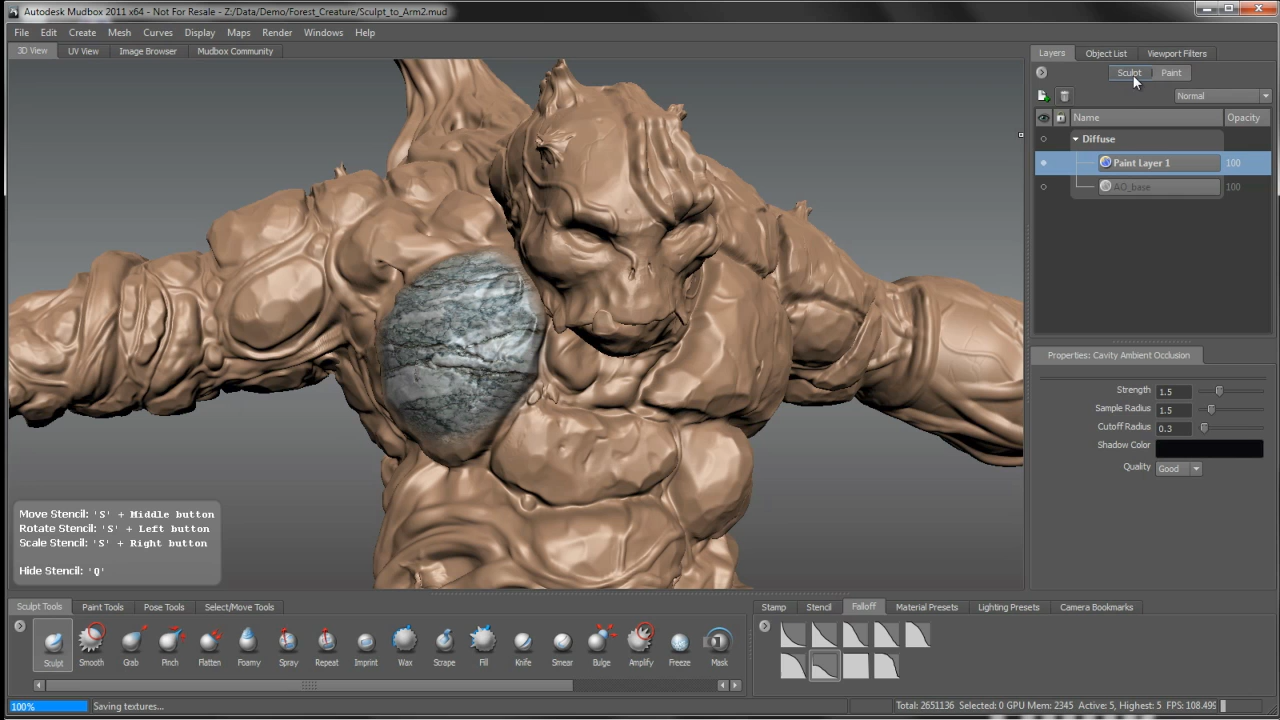 Autodesk Mudbox 2011 x64 - Not For Resale - Z:/Data/Demo/Forest_Creature/Sculpt_to_Arm2.mud
File Edit Create Mesh Curves Display Maps Render Windows Help
3D View UV View Image Browser Mudbox Community
Layers Object List Viewport Filters
Sculpt Paint
Normal
Name Opacity
Diffuse
Paint Layer 1 100
AO_base 100
Properties: Cavity Ambient Occlusion
Strength 1.5
Sample Radius 1.5
Cutoff Radius 0.3
Shadow Color
Quality Good
Move Stencil: 'S' + Middle button
Rotate Stencil: 'S' + Left button
Scale Stencil: 'S' + Right button
Hide Stencil: 'Q'
Sculpt Tools Paint Tools Pose Tools Select/Move Tools
Sculpt Smooth Grab Pinch Flatten Foamy Spray Repeat Imprint Wax Scrape Fill Knife Smear Bulge Amplify Freeze Mask
Stamp Stencil Falloff Material Presets Lighting Presets Camera Bookmarks
100% Saving textures...
Total: 2651136 Selected: 0 GPU Mem: 2345 Active: 5, Highest: 5 FPS: 108.499